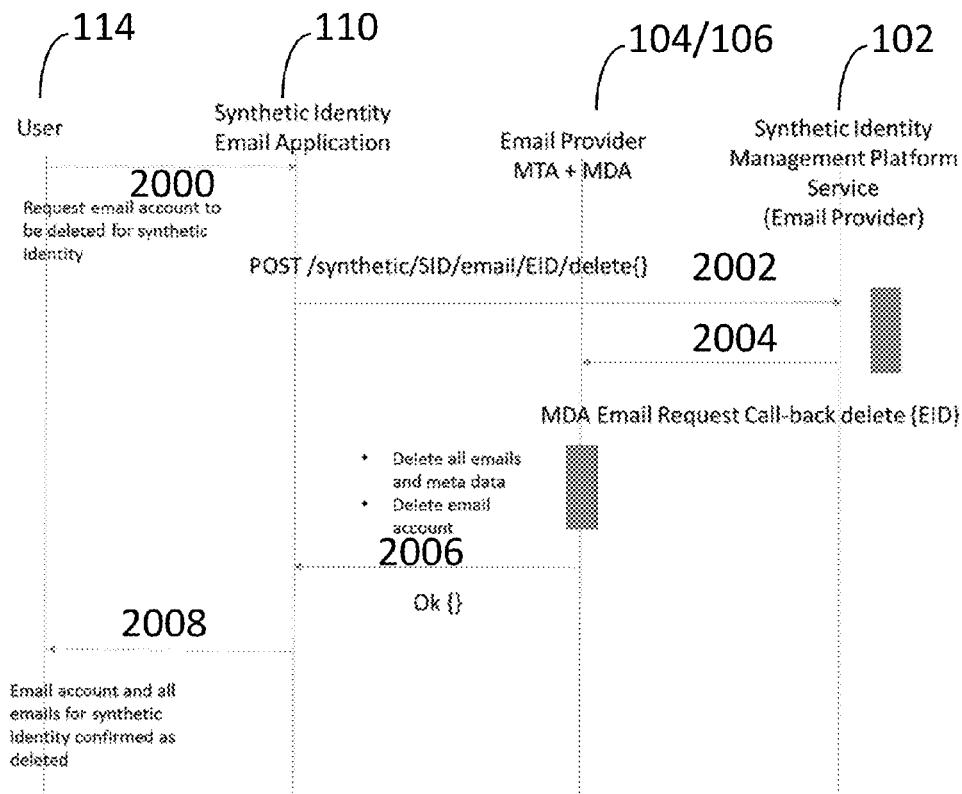 114
110
104/106
102
User
Synthetic Identity
Email Application
Email Provider
MTA + MDA
Synthetic Identity
Management Platform
Service
(Email Provider)
2000
Request email account to
be deleted for synthetic
identity
POST /synthetic/SID/email/EID/delete{}
2002
2004
MDA Email Request Call-back delete {EID}
• Delete all emails
and meta data
• Delete email
account
2006
Ok {}
2008
Email account and all
emails for synthetic
identity confirmed as
deleted